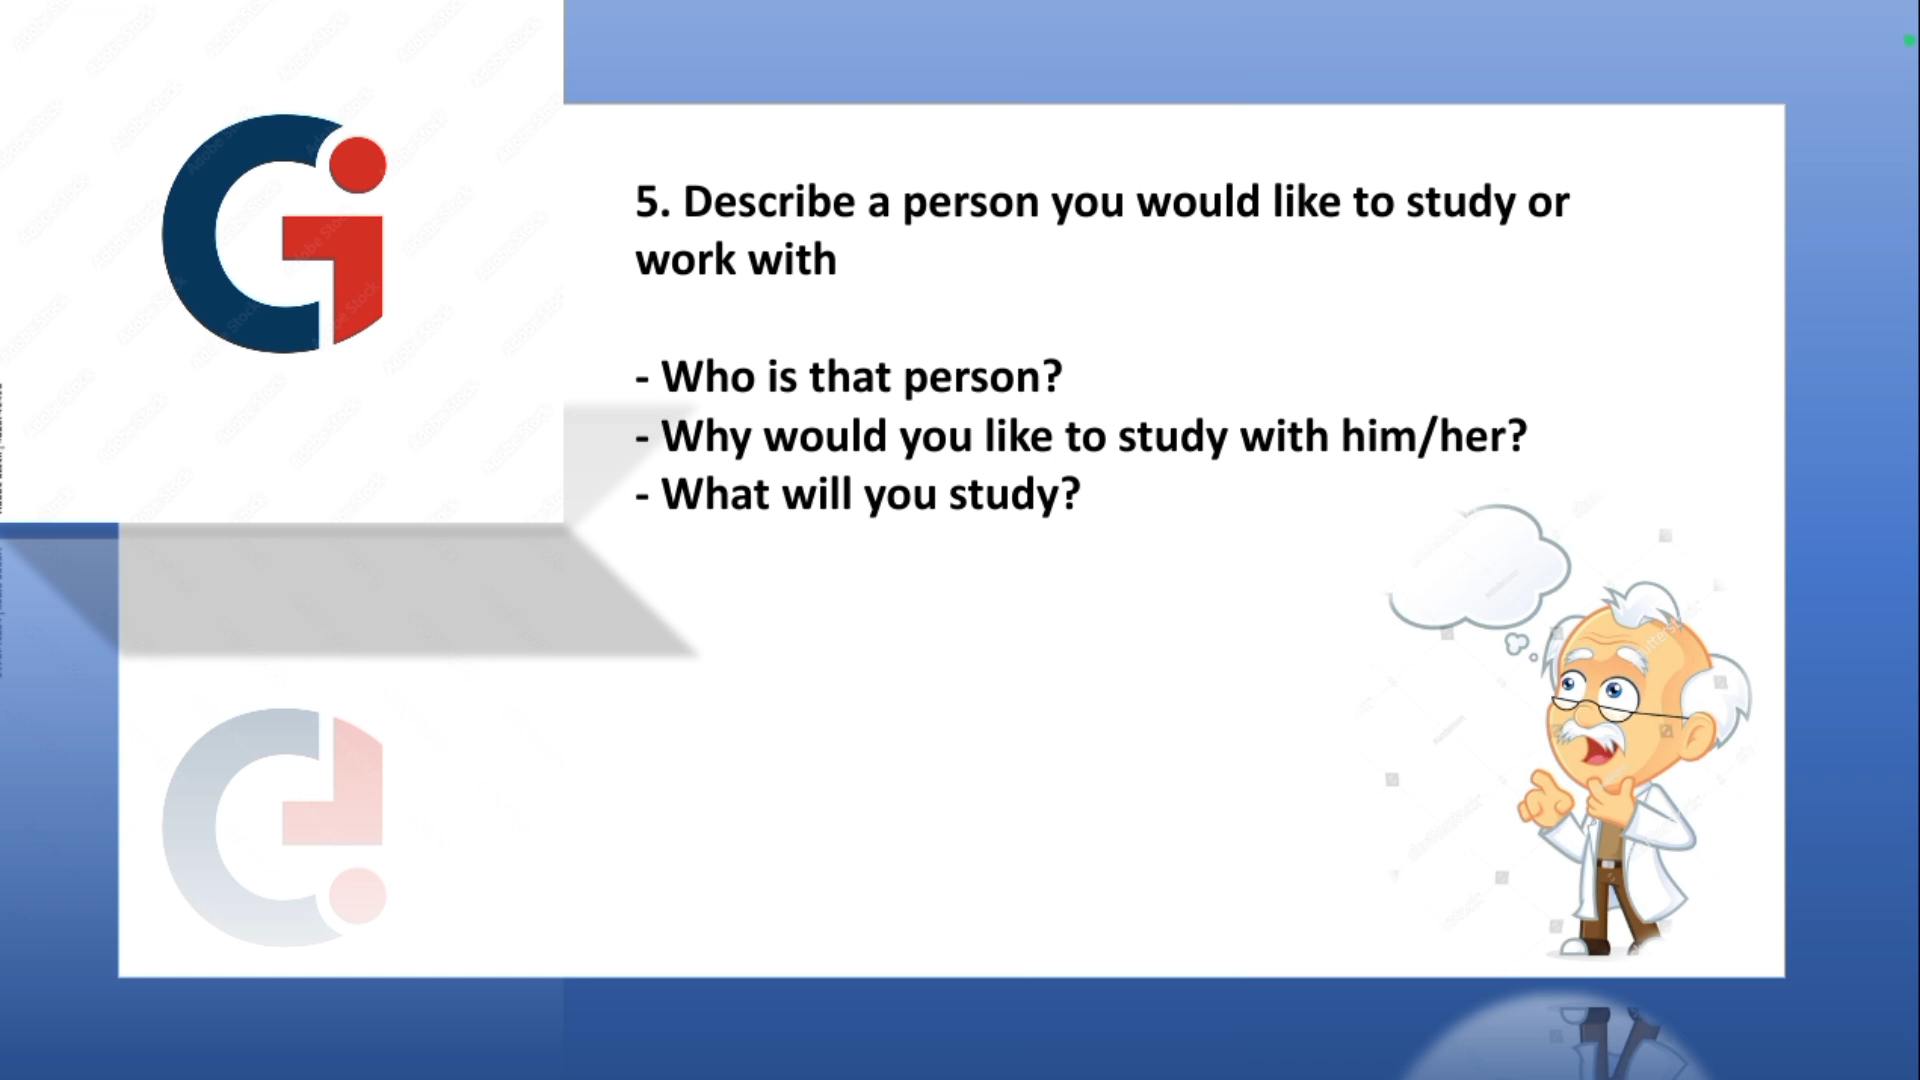 5. Describe a person you would like to study or
work with
- Who is that person?
- Why would you like to study with him/her?
- What will you study?